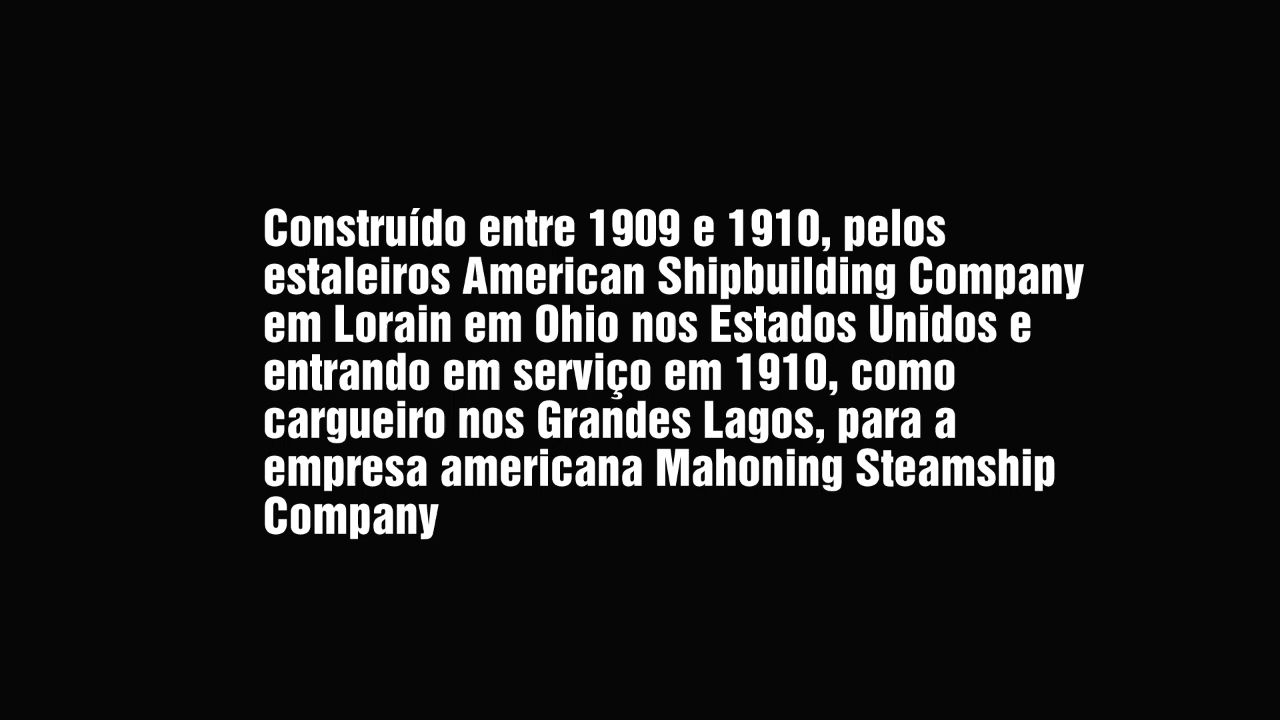 Construído entre 1909 e 1910, pelos
estaleiros American Shipbuilding Company
em Lorain em Ohio nos Estados Unidos e
entrando em serviço em 1910, como
cargueiro nos Grandes Lagos, para a
empresa americana Mahoning Steamship
Company